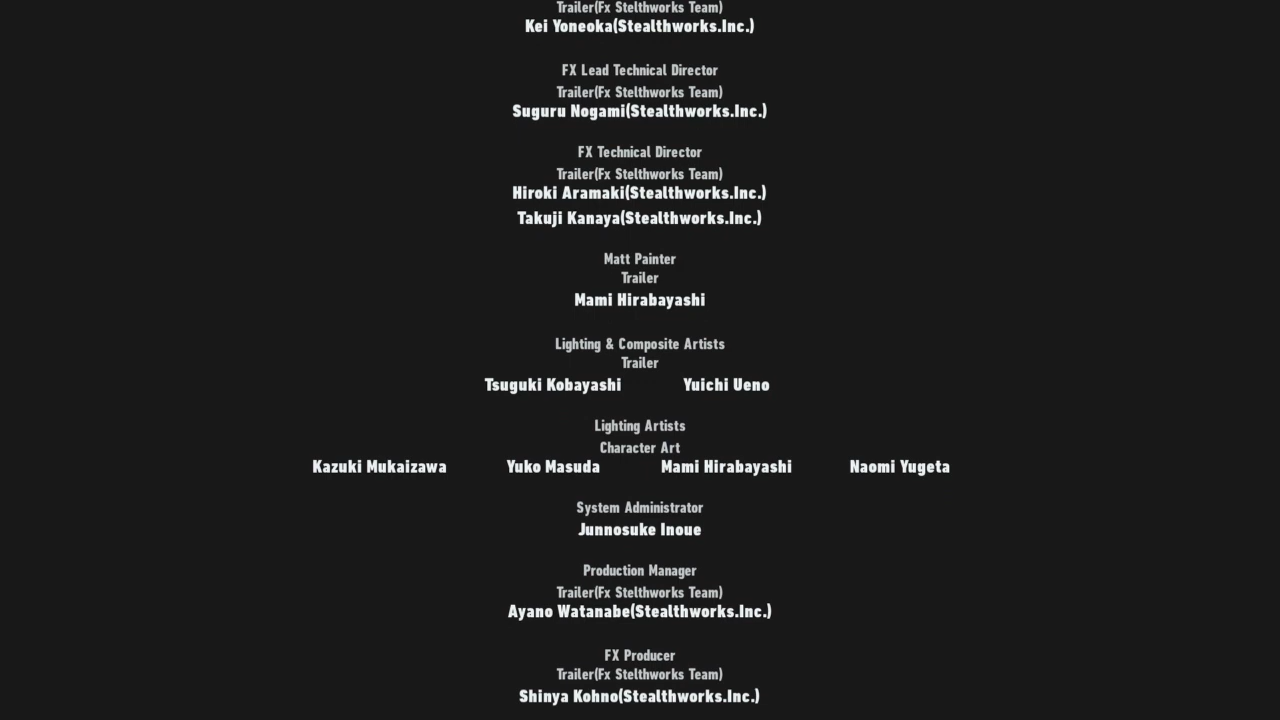 Trailer(Fx Stelthworks Team)
Kei Yoneoka(Stealthworks.Inc.)
FX Lead Technical Director
Trailer(Fx Stelthworks Team)
Suguru Nogami(Stealthworks.Inc.)
FX Technical Director
Trailer(Fx Stelthworks Team)
Hiroki Aramaki(Stealthworks.Inc.)
Takuji Kanaya(Stealthworks.Inc.)
Matt Painter
Trailer
Mami Hirabayashi
Lighting & Composite Artists
Trailer
Tsuguki Kobayashi Yuichi Ueno
Lighting Artists
Character Art
Kazuki Mukaizawa Yuko Masuda Mami Hirabayashi Naomi Yugeta
System Administrator
Junnosuke Inoue
Production Manager
Trailer(Fx Stelthworks Team)
Ayano Watanabe(Stealthworks.Inc.)
FX Producer
Trailer(Fx Stelthworks Team)
Shinya Kohno(Stealthworks.Inc.)